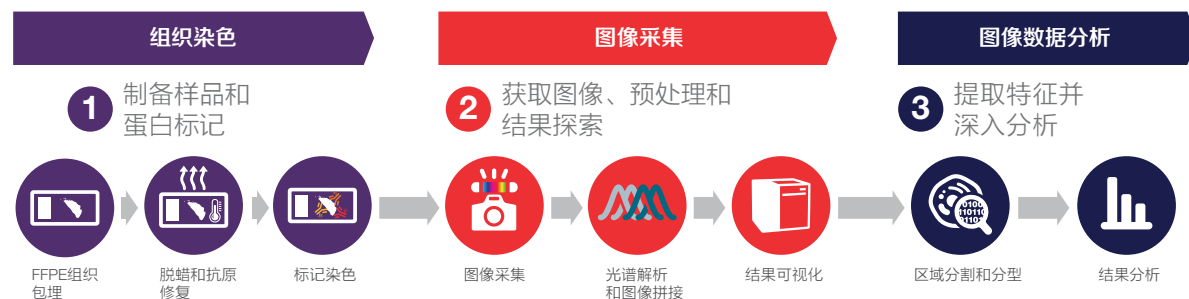 组织染色
图像采集
图像数据分析
1
制备样品和
蛋白标记
2
获取图像、预处理和
结果探索
3
提取特征并
深入分析
FFPE组织
包埋
脱蜡和抗原
修复
标记染色
图像采集
光谱解析
和图像拼接
结果可视化
区域分割和分型
结果分析